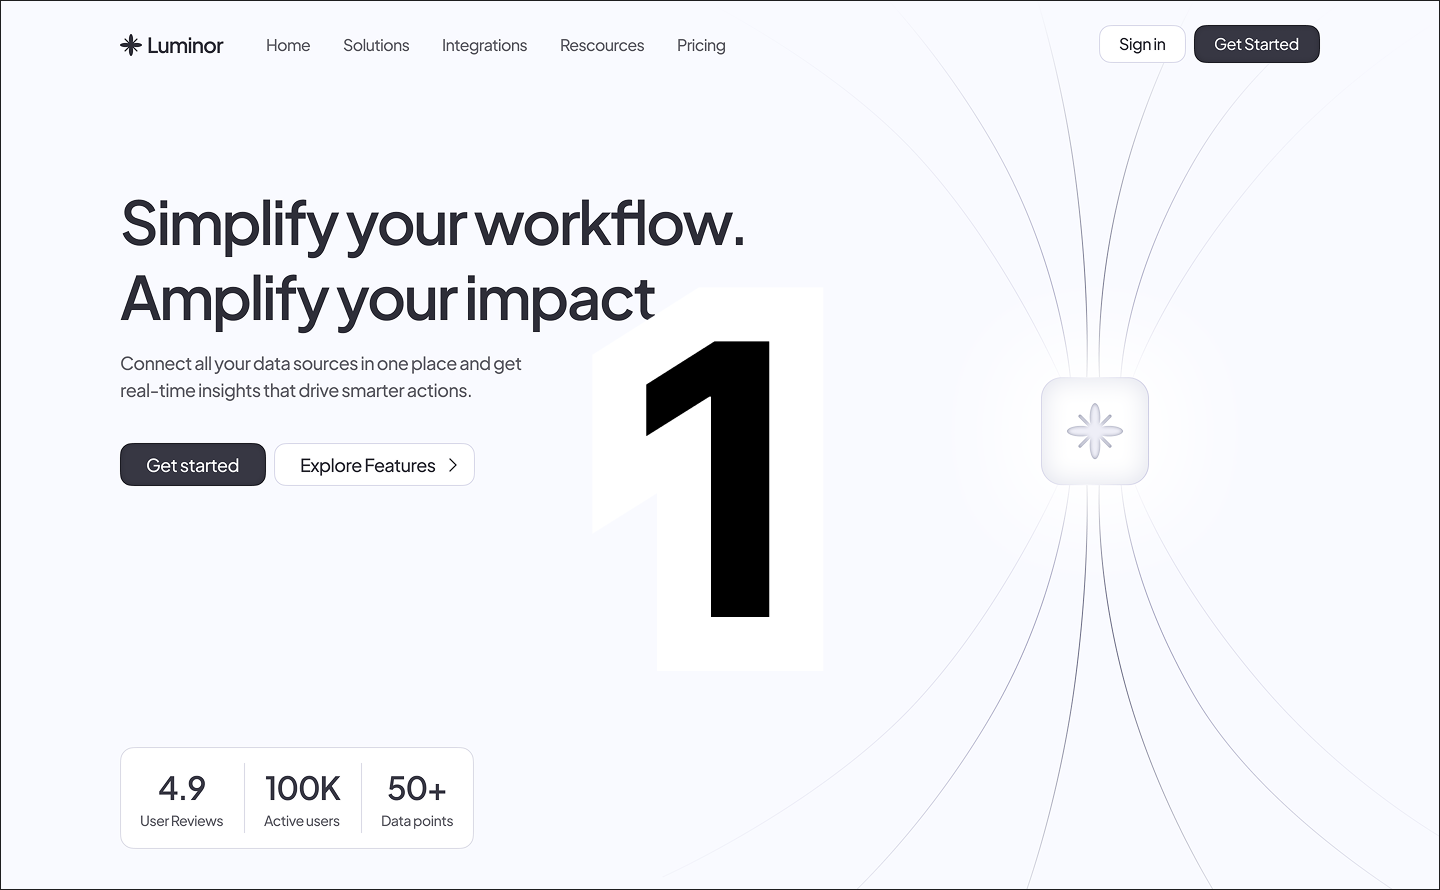 Luminor
Home Solutions Integrations Rescources Pricing
Sign in
Get Started
Simplify your workflow.
Amplify your impact
Connect all your data sources in one place and get
real-time insights that drive smarter actions.
Get started
Explore Features
1
4.9 100K 50+
User Reviews Active users Data points